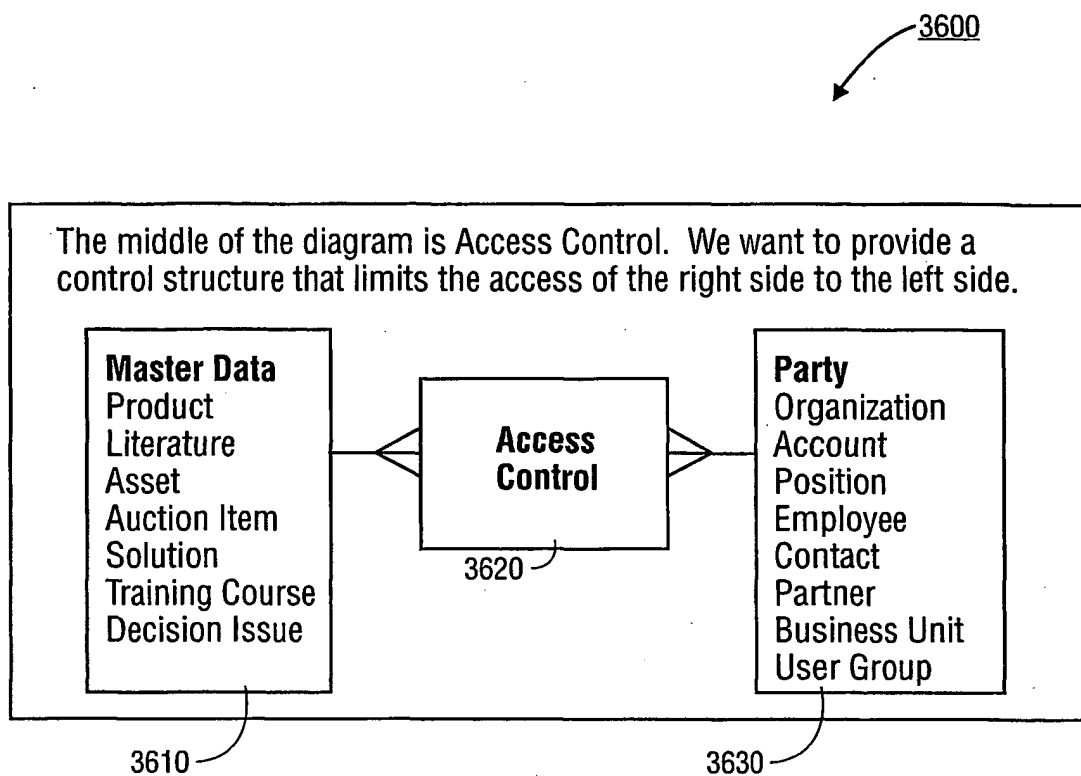 3600
The middle of the diagram is Access Control. We want to provide a
control structure that limits the access of the right side to the left side.
Master Data
Product
Literature
Asset
Auction Item
Solution
Training Course
Decision Issue
Access
Control
Party
Organization
Account
Position
Employee
Contact
Partner
Business Unit
User Group
3620
3610
3630